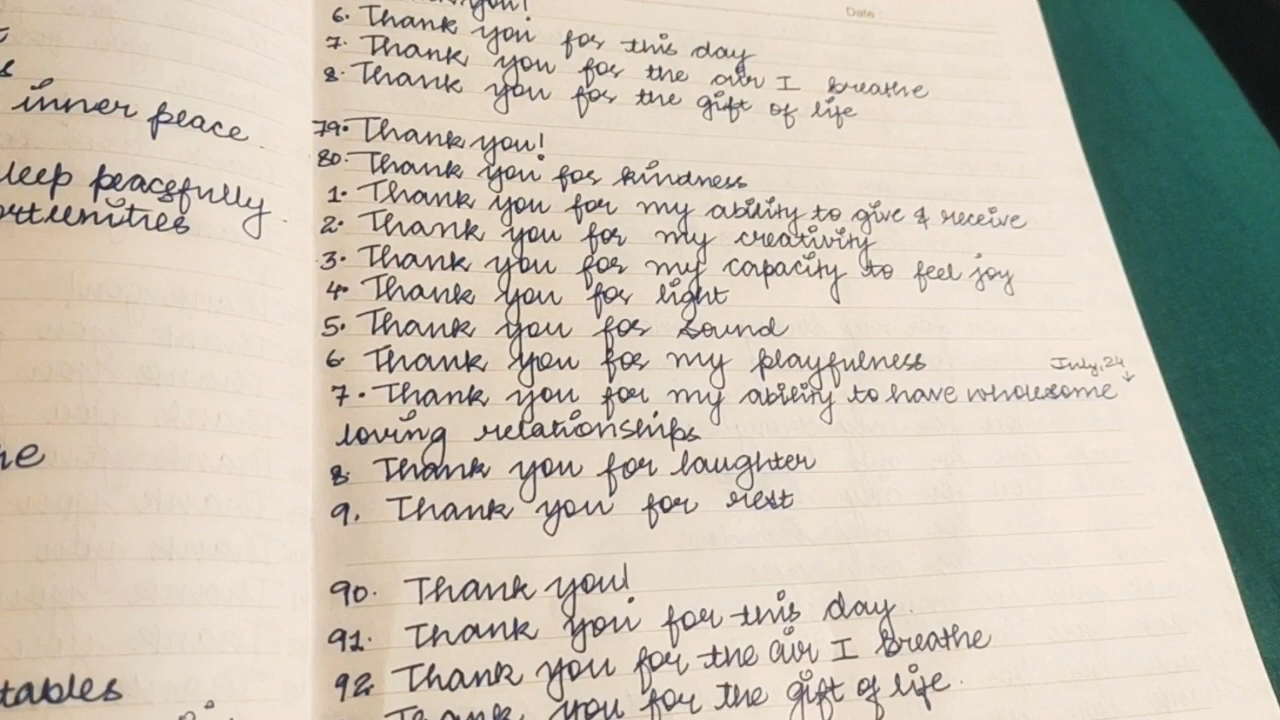 inner peace.
peacefully.
you!
6. Thank you for this day
7. Thank you for the air I breathe
8. Thank you for the gift of life
79. Thank you!
80. Thank you for kindness
1. Thank you for my ability to give & receive
2. Thank you for my creativity
3. Thank you for my capacity to feel joy
4. Thank you for light
5. Thank you for sound
6. Thank you for my playfulness
July, 24
7. Thank you for my ability to have wholesome
loving relationships
8. Thank you for laughter
9. Thank you for rest
90. Thank you!
91. Thank you for this day.
92. Thank you for the air I breathe
Thank you for the gift of life.
Date